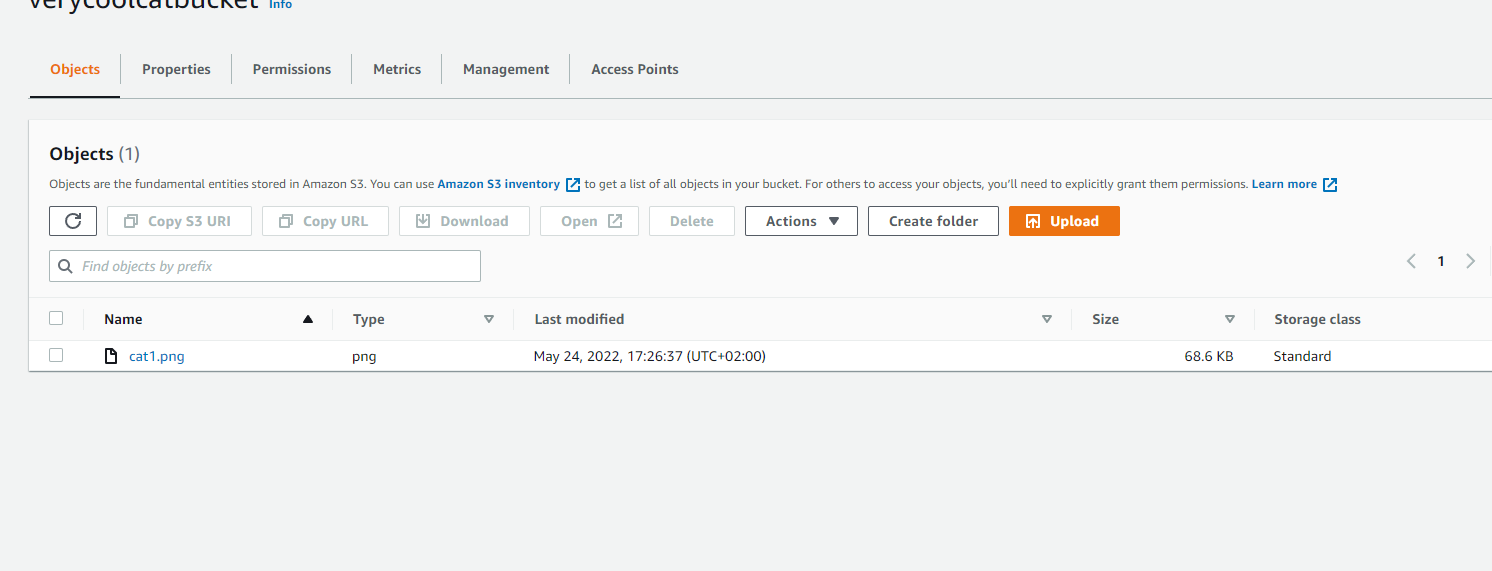 verycoolcatbucket Info
Objects Properties Permissions Metrics Management Access Points
Objects (1)
Objects are the fundamental entities stored in Amazon S3. You can use Amazon S3 inventory to get a list of all objects in your bucket. For others to access your objects, you'll need to explicitly grant them permissions. Learn more
Copy S3 URI Copy URL Download Open Delete Actions Create folder Upload
Find objects by prefix 1
Name Type Last modified Size Storage class
cat1.png png May 24, 2022, 17:26:37 (UTC+02:00) 68.6 KB Standard